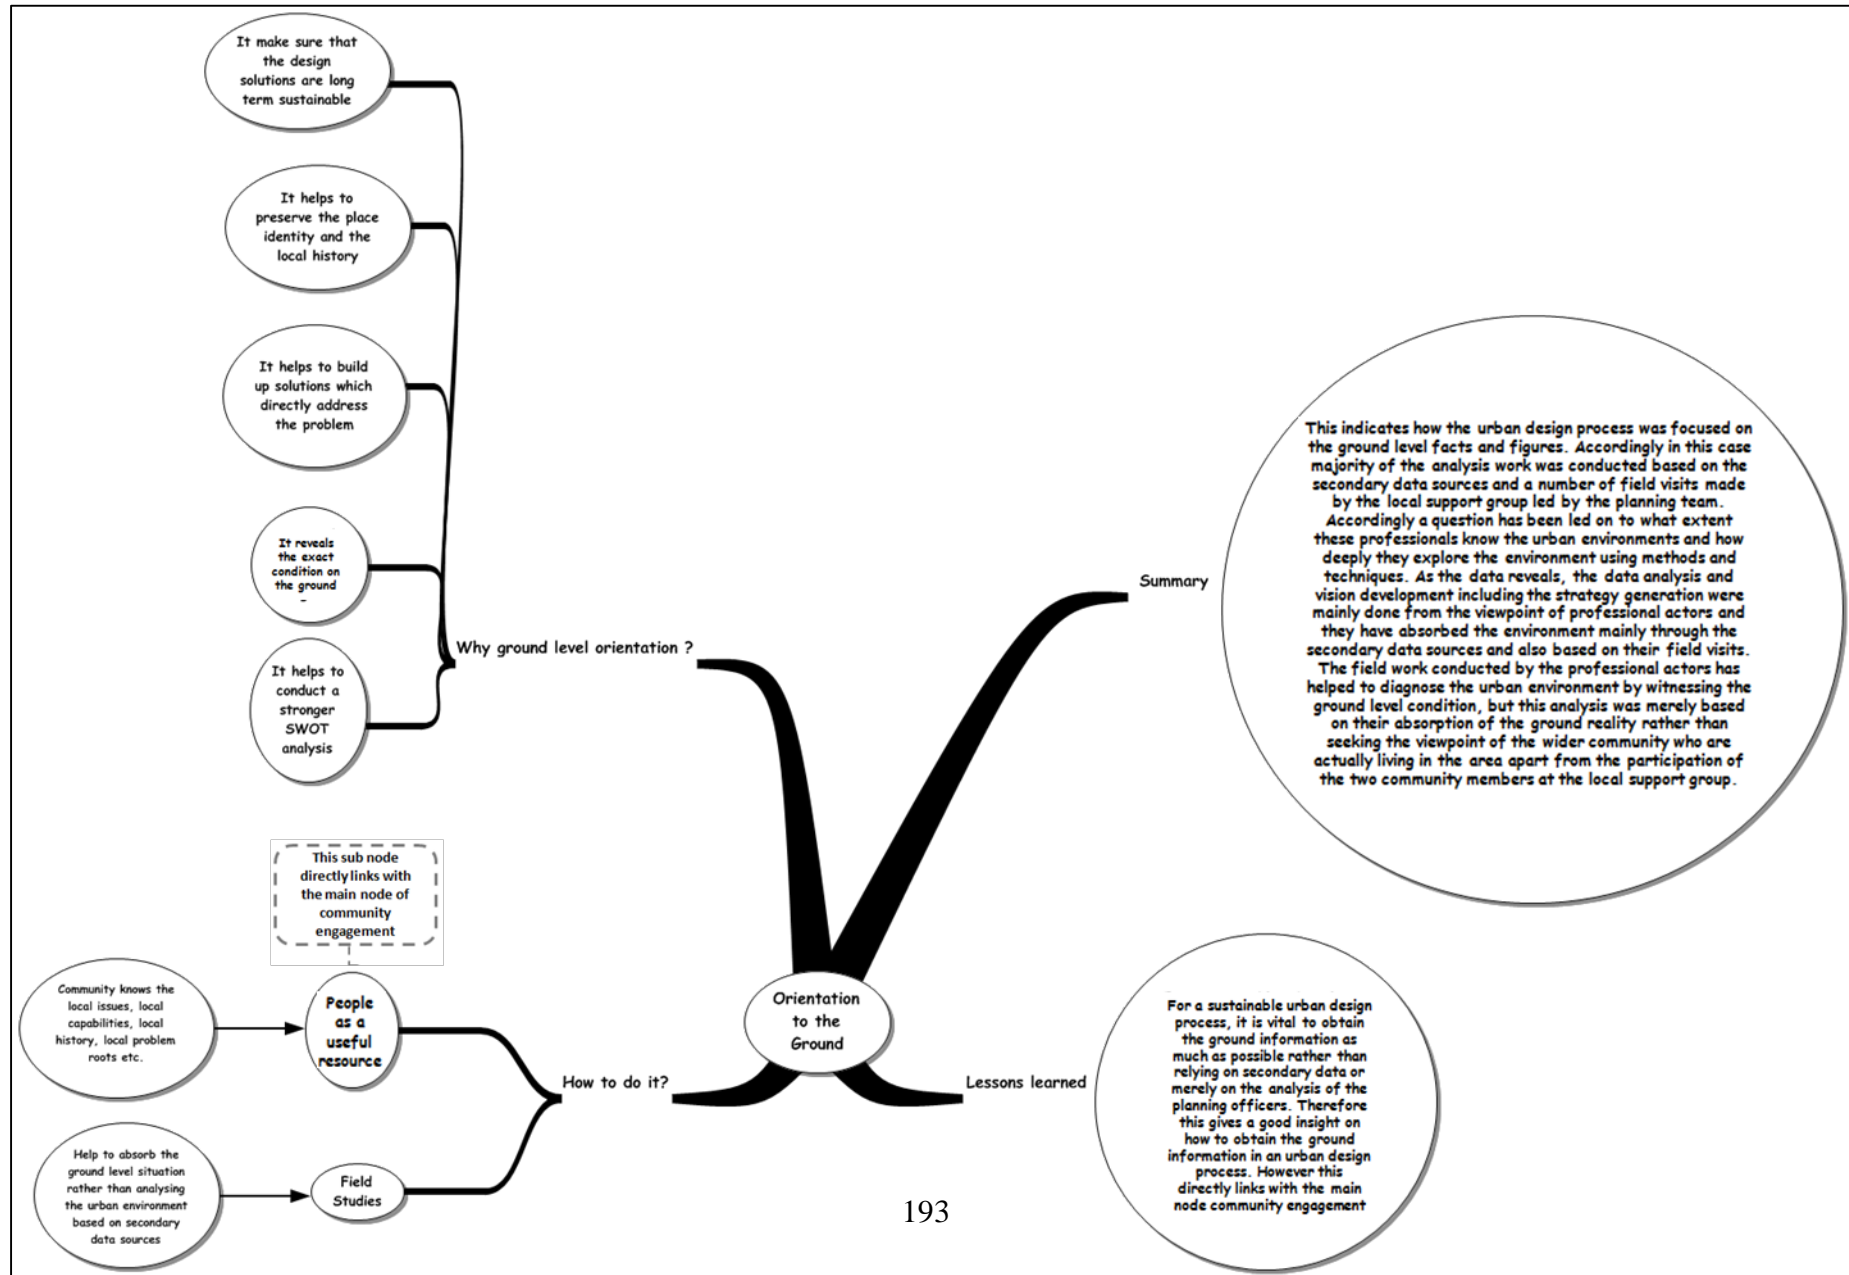 It make sure that
the design
solutions are long
term sustainable
It helps to
preserve the place
identity and the
local history
It helps to build
up solutions which
directly address
the problem
It reveals
the exact
condition on
the ground
-
It helps to
conduct a
stronger
SWOT
analysis
Why ground level orientation ?
Summary
This indicates how the urban design process was focused on
the ground level facts and figures. Accordingly in this case
majority of the analysis work was conducted based on the
secondary data sources and a number of field visits made
by the local support group led by the planning team.
Accordingly a question has been led on to what extent
these professionals know the urban environments and how
deeply they explore the environment using methods and
techniques. As the data reveals, the data analysis and
vision development including the strategy generation were
mainly done from the viewpoint of professional actors and
they have absorbed the environment mainly through the
secondary data sources and also based on their field visits.
The field work conducted by the professional actors has
helped to diagnose the urban environment by witnessing the
ground level condition, but this analysis was merely based
on their absorption of the ground reality rather than
seeking the viewpoint of the wider community who are
actually living in the area apart from the participation of
the two community members at the local support group.
This sub node
directly links with
the main node of
community
engagement
Community knows the
local issues, local
capabilities, local
history, local problem
roots etc.
People
as a
useful
resource
Help to absorb the
ground level situation
rather than analysing
the urban environment
based on secondary
data sources
Field
Studies
How to do it?
Orientation
to the
Ground
Lessons learned
For a sustainable urban design
process, it is vital to obtain
the ground information as
much as possible rather than
relying on secondary data or
merely on the analysis of the
planning officers. Therefore
this gives a good insight on
how to obtain the ground
information in an urban design
process. However this
directly links with the main
node community engagement
193